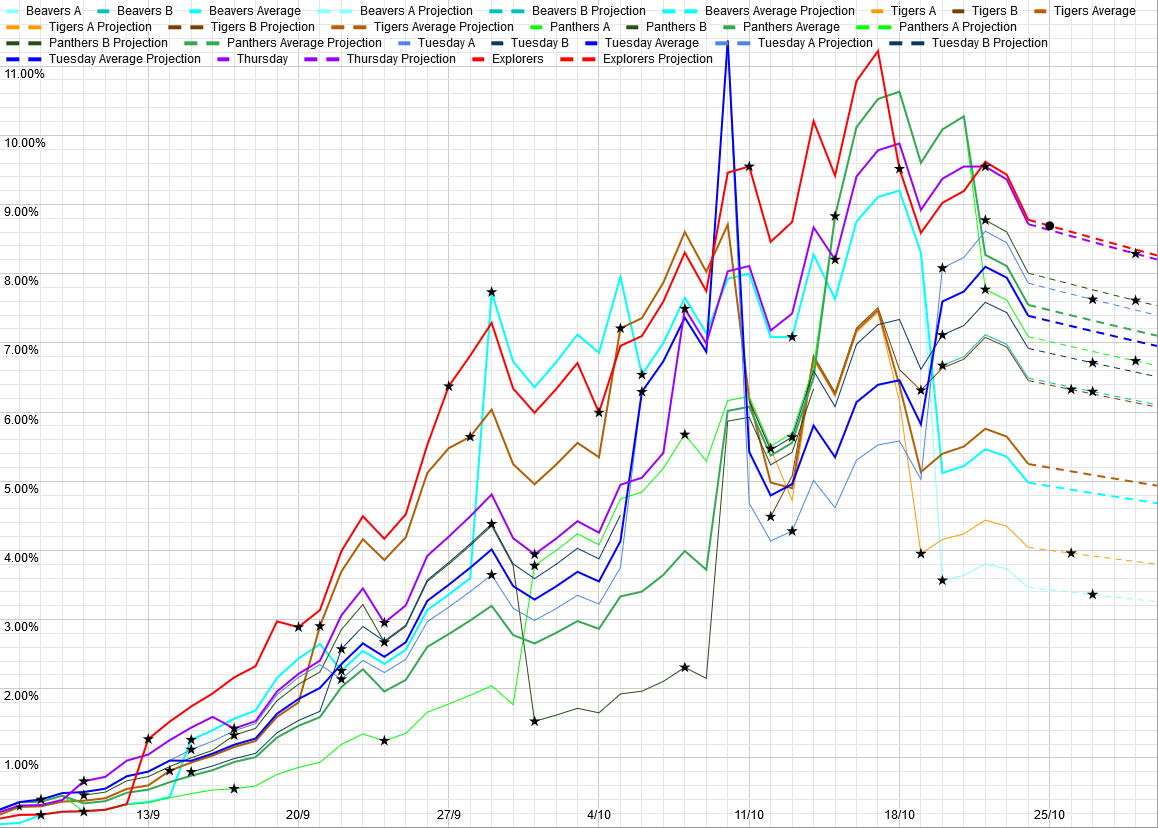 Beavers A Beavers B Beavers Average Beavers A Projection Beavers B Projection Beavers Average Projection Tigers A Tigers B Tigers Average
Tigers A Projection Tigers B Projection Tigers Average Projection Panthers A Panthers B Panthers Average Panthers A Projection
Panthers B Projection Panthers Average Projection Tuesday A Tuesday B Tuesday Average Tuesday A Projection Tuesday B Projection
Tuesday Average Projection Thursday Thursday Projection Explorers Explorers Projection
11.00%
10.00%
9.00%
8.00%
7.00%
6.00%
5.00%
4.00%
3.00%
2.00%
1.00%
13/9 20/9 27/9 4/10 11/10 18/10 25/10